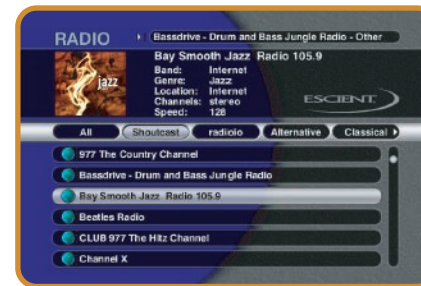 RADIO
Bassdrive - Drum and Bass Jungle Radio - Other
jazz
Bay Smooth Jazz Radio 105.9
Band: Internet
Genre: Jazz
Location: Internet
Channels: stereo
Speed: 128
ESCIENT
All Shoutcast radioio Alternative Classical
977 The Country Channel
Bassdrive - Drum and Bass Jungle Radio
Bay Smooth Jazz Radio 105.9
Beatles Radio
CLUB 977 The Hitz Channel
Channel X